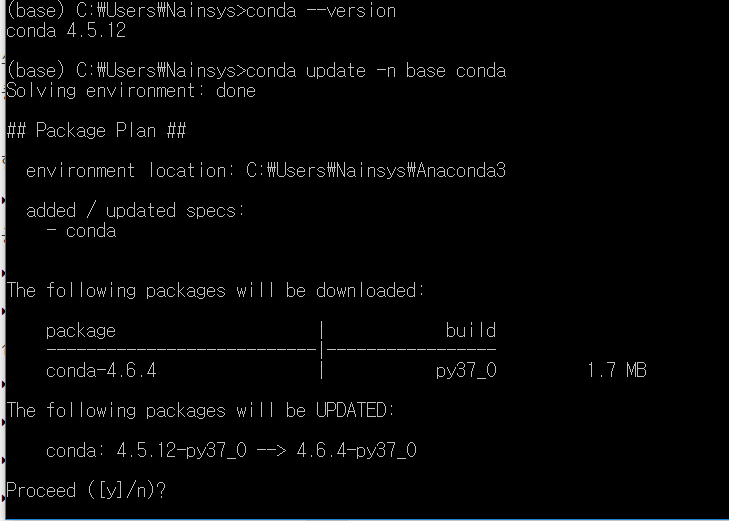 (base) C:₩Users₩Nainsys>conda --version
conda 4.5.12
(base) C:₩Users₩Nainsys>conda update -n base conda
Solving environment: done
## Package Plan ##
environment location: C:₩Users₩Nainsys₩Anaconda3
added / updated specs:
- conda
The following packages will be downloaded:
package | build
---------------------------|-----------------
conda-4.6.4 | py37_0 1.7 MB
The following packages will be UPDATED:
conda: 4.5.12-py37_0 --> 4.6.4-py37_0
Proceed ([y]/n)?